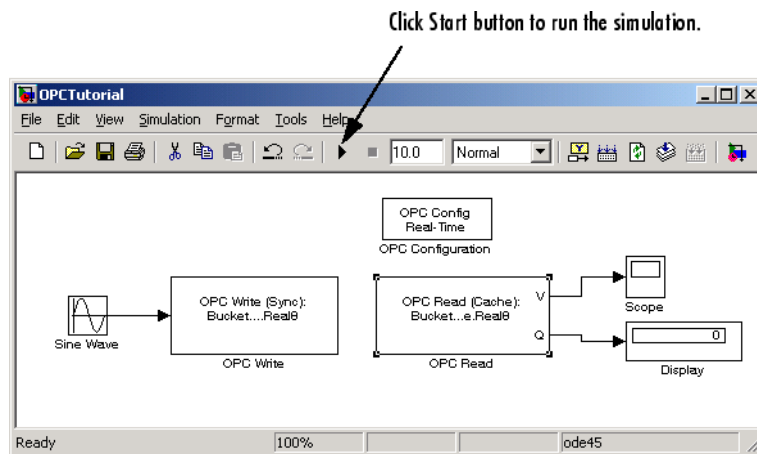 Click Start button to run the simulation.
OPCTutorial
File Edit View Simulation Format Tools Help
10.0 Normal
OPC Config
Real-Time
OPC Configuration
OPC Write (Sync):
Bucket....Real8
OPC Write
Sine Wave
OPC Read (Cache):
Bucket...e.Real8
V
Q
OPC Read
Scope
0
Display
Ready 100% ode45